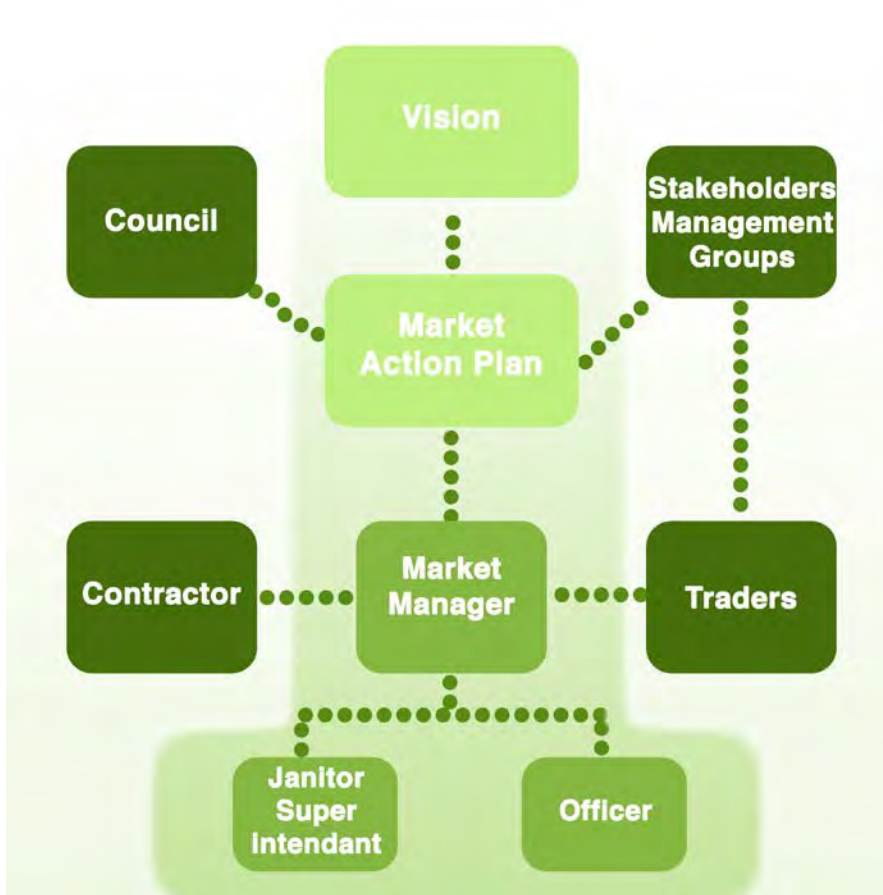 Vision
Council
Stakeholders
Management
Groups
Market
Action Plan
Contractor
Market
Manager
Traders
Janitor
Super
intendant
Officer